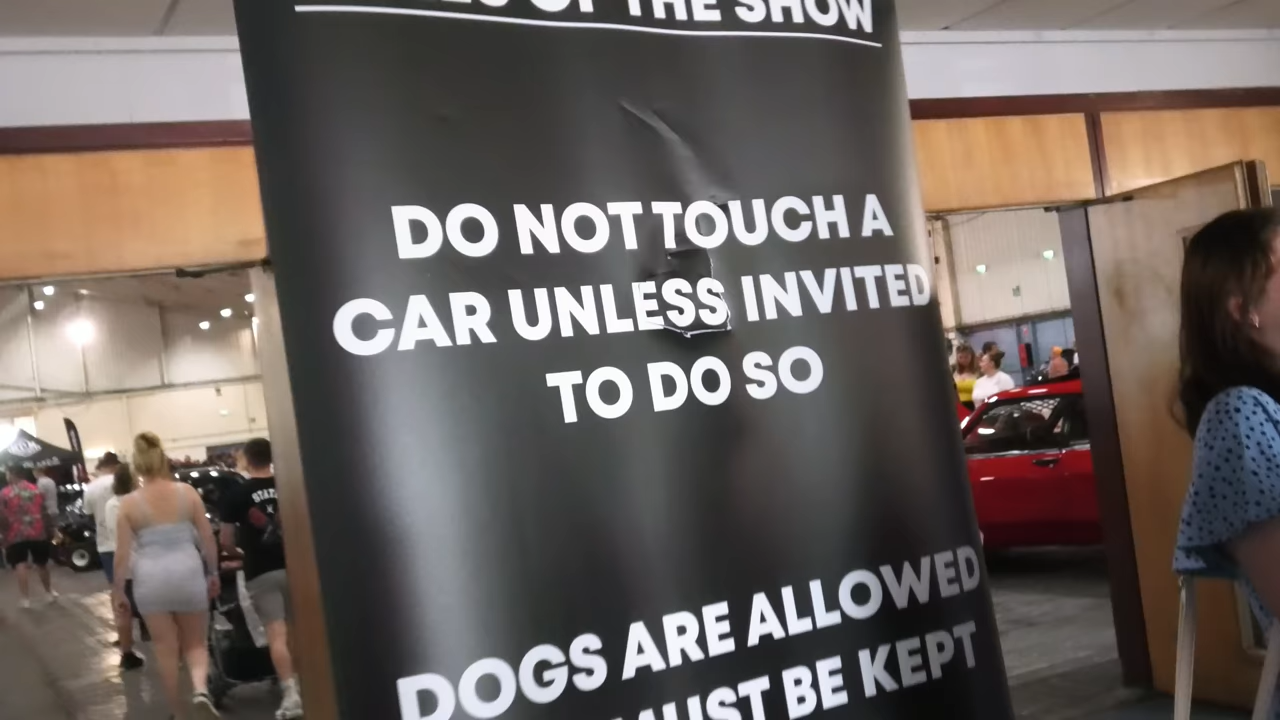 OF THE SHOW
DO NOT TOUCH A
CAR UNLESS INVITED
TO DO SO
DOGS ARE ALLOWED
MUST BE KEPT